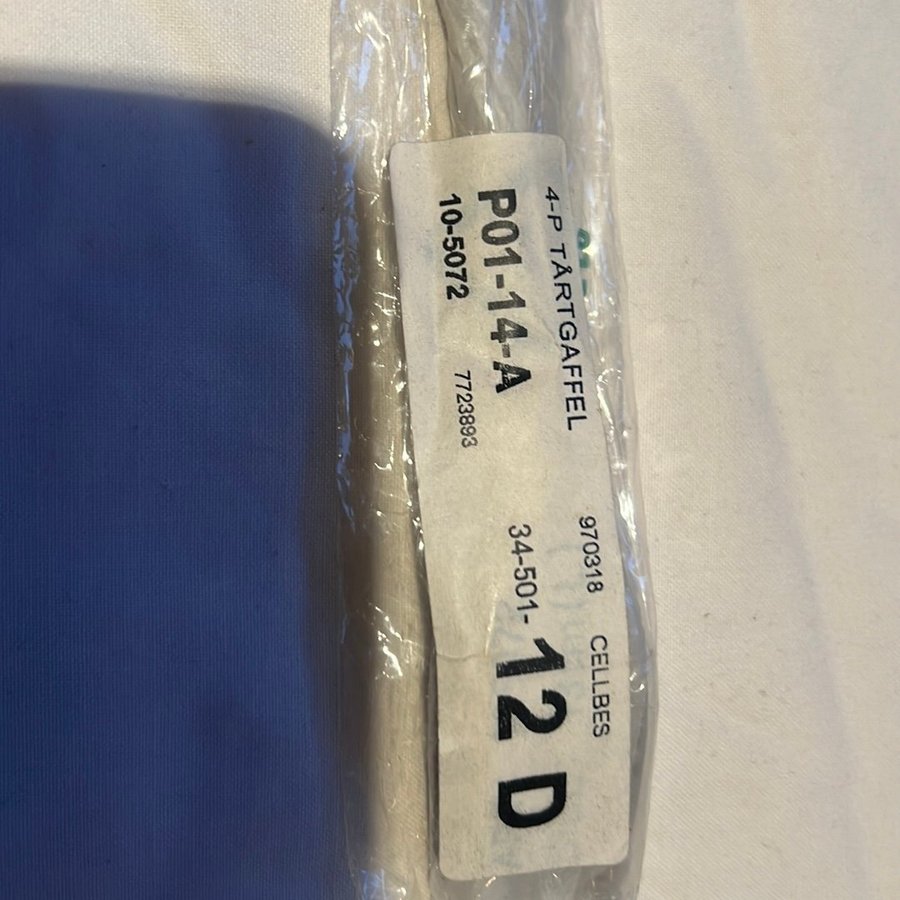 4-P TÅRTGAFFEL 970318 CELLBES
P01-14-A 34-501-12 D
10-5072 7723893